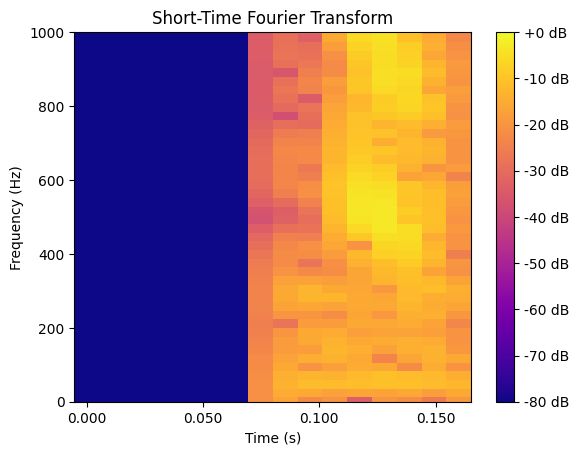 Short-Time Fourier Transform
1000
800
600
400
200
0
Frequency (Hz)
0.000
0.050
0.100
0.150
Time (s)
+0 dB
-10 dB
-20 dB
-30 dB
-40 dB
-50 dB
-60 dB
-70 dB
-80 dB